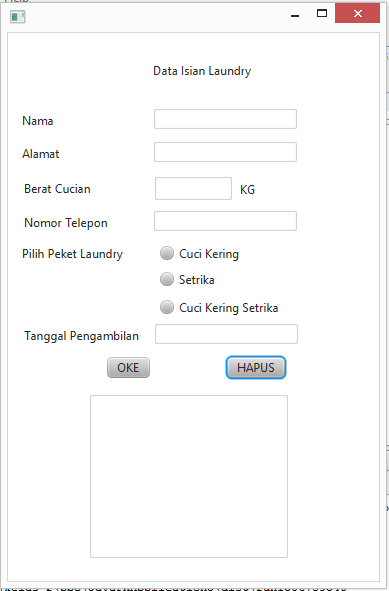 Data Isian Laundry
Nama
Alamat
Berat Cucian KG
Nomor Telepon
Pilih Peket Laundry Cuci Kering
Setrika
Cuci Kering Setrika
Tanggal Pengambilan
OKE HAPUS